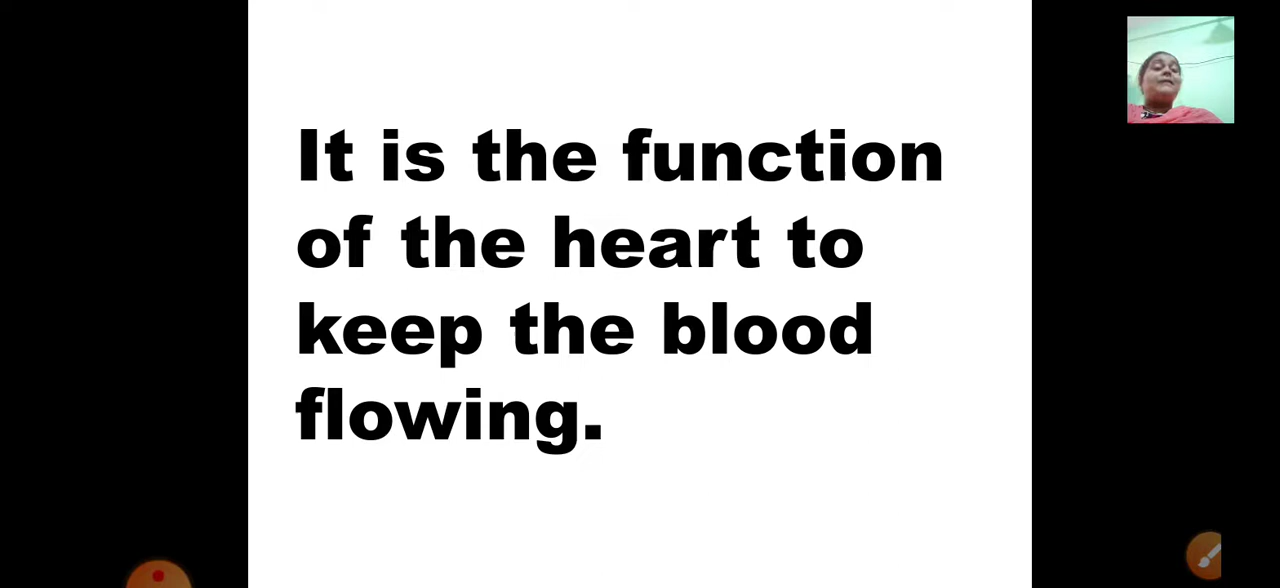 It is the function
of the heart to
keep the blood
flowing.